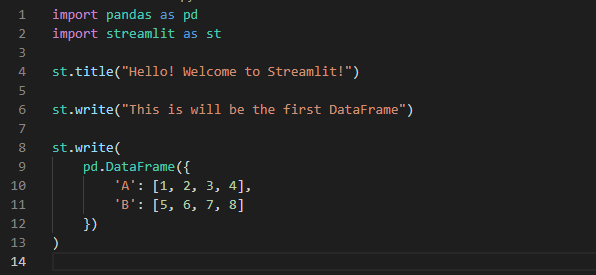 1 import pandas as pd
2 import streamlit as st
3
4 st.title("Hello! Welcome to Streamlit!")
5
6 st.write("This is will be the first DataFrame")
7
8 st.write(
9     pd.DataFrame({
10         'A': [1, 2, 3, 4],
11         'B': [5, 6, 7, 8]
12     })
13 )
14